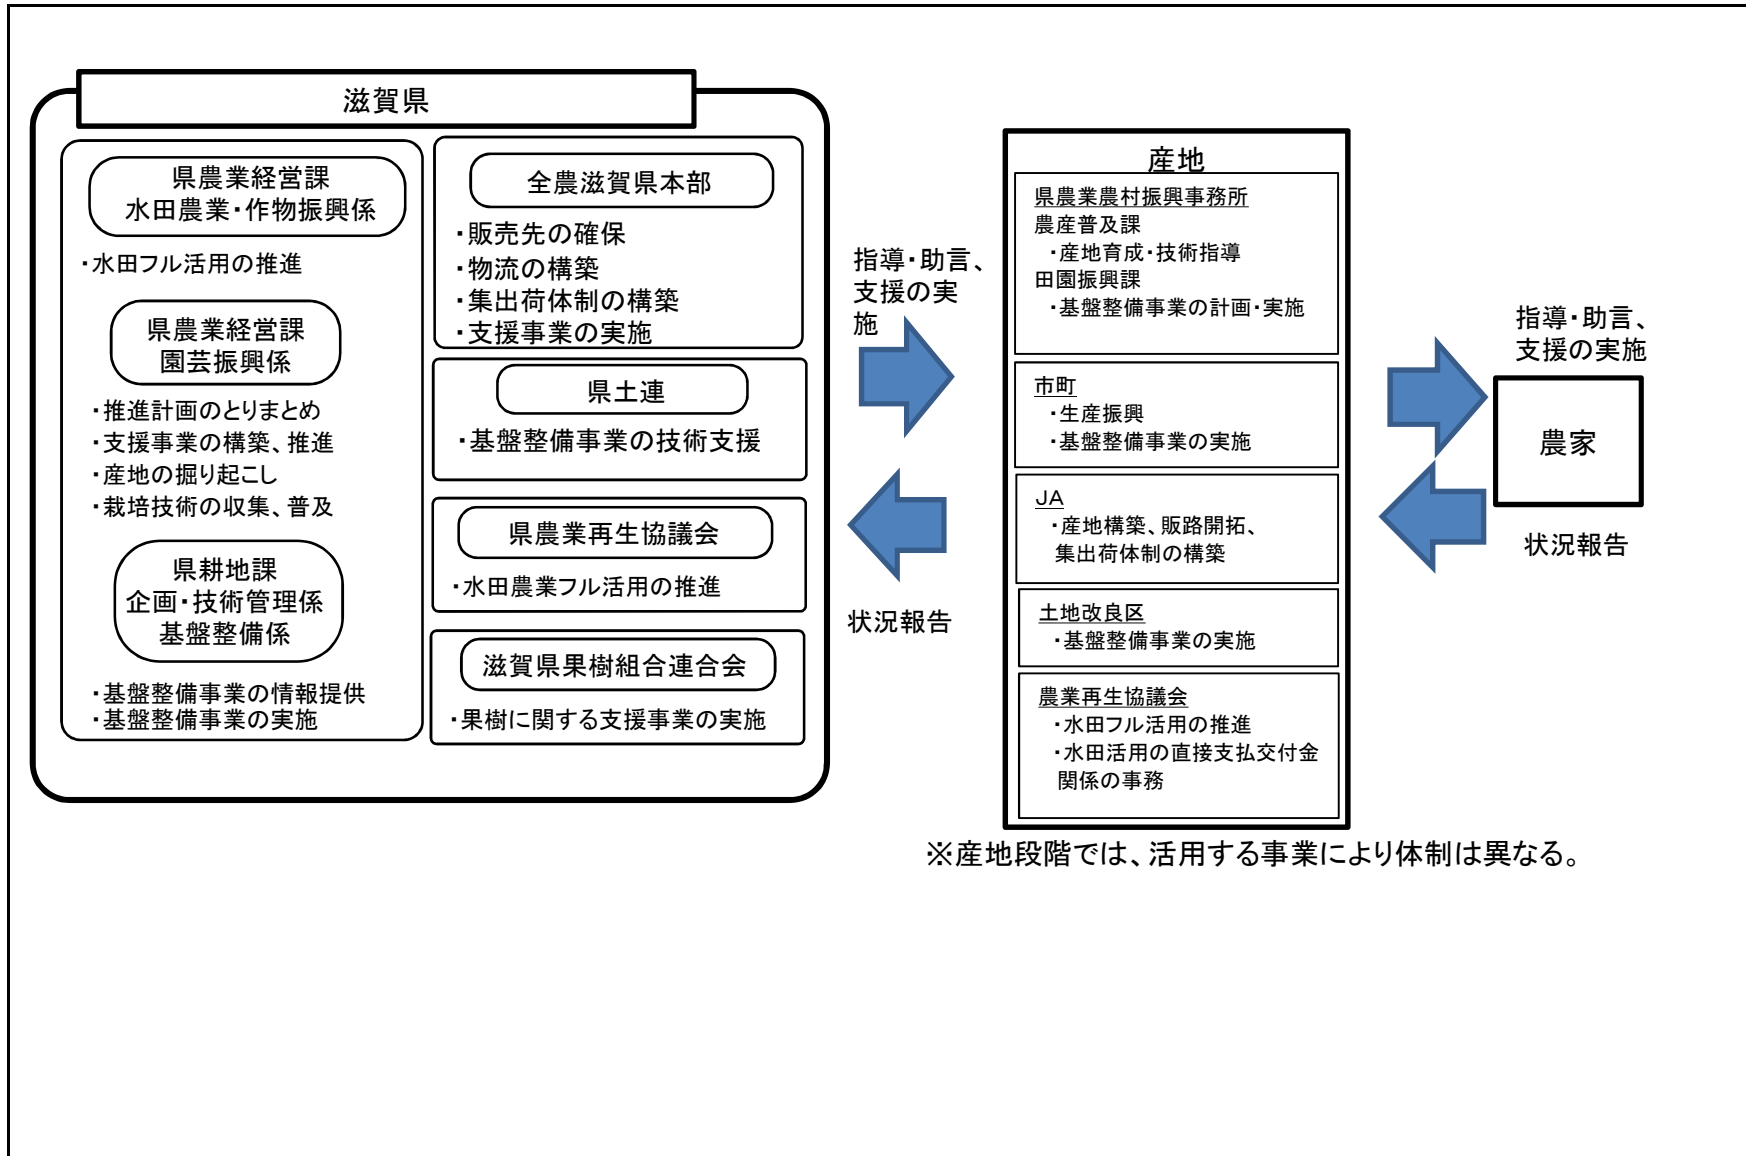 滋賀県
県農業経営課
水田農業・作物振興係
・水田フル活用の推進
県農業経営課
園芸振興係
・推進計画のとりまとめ
・支援事業の構築、推進
・産地の掘り起こし
・栽培技術の収集、普及
県耕地課
企画・技術管理係
基盤整備係
・基盤整備事業の情報提供
・基盤整備事業の実施
全農滋賀県本部
・販売先の確保
・物流の構築
・集出荷体制の構築
・支援事業の実施
県土連
・基盤整備事業の技術支援
県農業再生協議会
・水田農業フル活用の推進
滋賀県果樹組合連合会
・果樹に関する支援事業の実施
指導・助言、
支援の実
施
状況報告
産地
県農業農村振興事務所
農産普及課
・産地育成・技術指導
田園振興課
・基盤整備事業の計画・実施
市町
・生産振興
・基盤整備事業の実施
JA
・産地構築、販路開拓、
集出荷体制の構築
土地改良区
・基盤整備事業の実施
農業再生協議会
・水田フル活用の推進
・水田活用の直接支払交付金
関係の事務
指導・助言、
支援の実施
農家
状況報告
※産地段階では、活用する事業により体制は異なる。